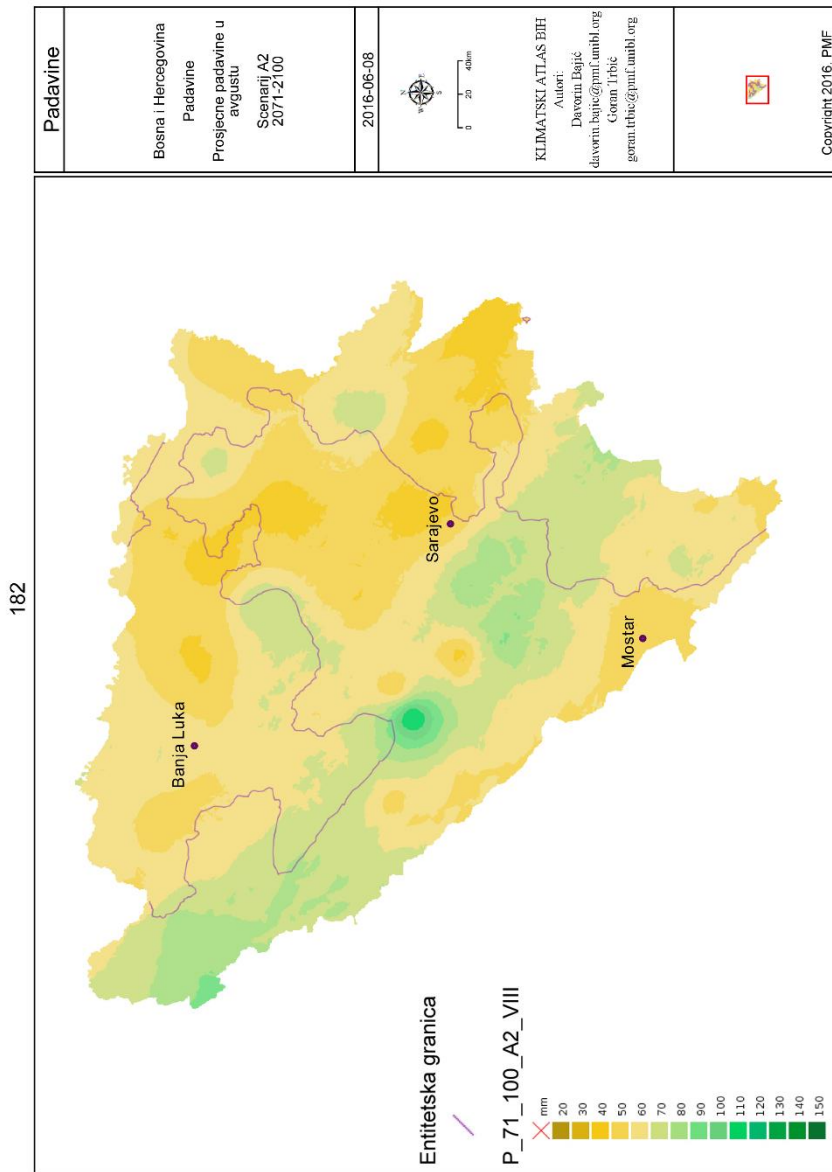 182
Padavine
Bosna i Hercegovina
Padavine
Prosjecne padavine u
avgustu
Scenarij A2
2071-2100
2016-06-08
N
W
E
S
0 20 40km
KLIMATSKI ATLAS BIH
Autori:
Davorin Bajić
davorin.bajic@pmf.unibl.org
Goran Trbić
goran.trbic@pmf.unibl.org
Copyright 2016. PMF
Banja Luka
Sarajevo
Mostar
Entitetska granica
P_71_100_A2_VIII
mm
20
30
40
50
60
70
80
90
100
110
120
130
140
150